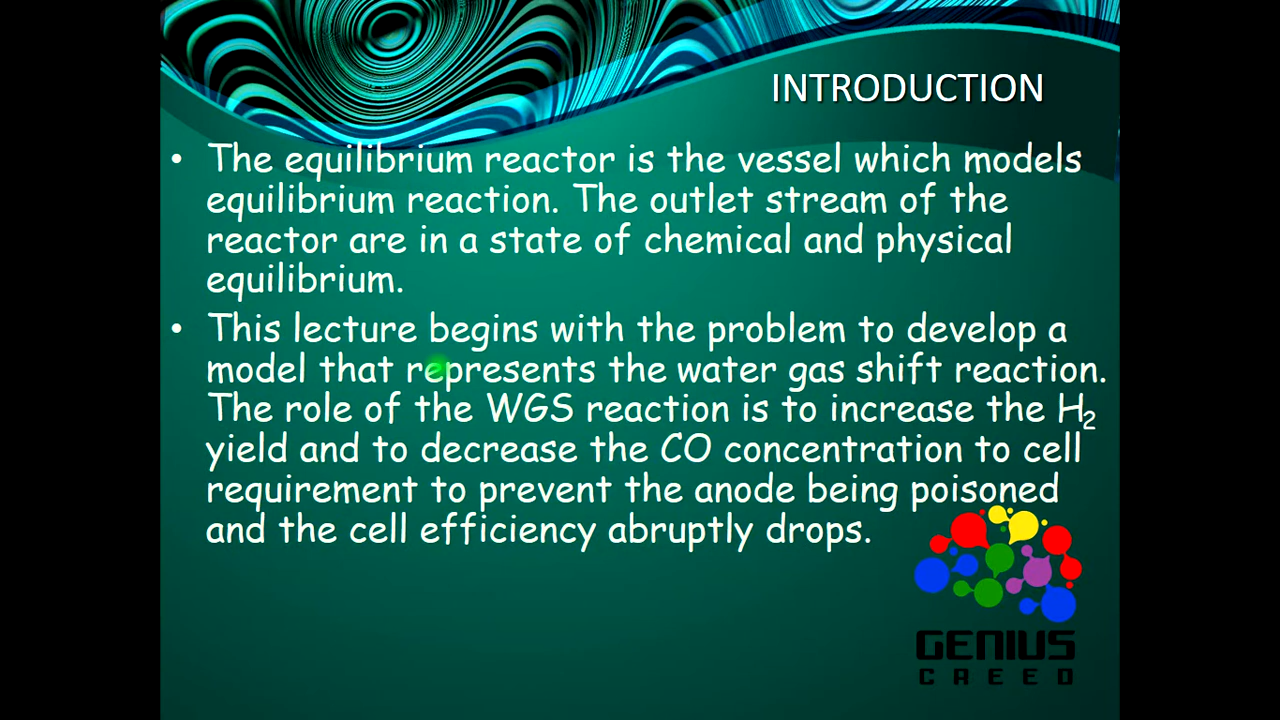 INTRODUCTION
• The equilibrium reactor is the vessel which models
equilibrium reaction. The outlet stream of the
reactor are in a state of chemical and physical
equilibrium.
• This lecture begins with the problem to develop a
model that represents the water gas shift reaction.
The role of the WGS reaction is to increase the H₂
yield and to decrease the CO concentration to cell
requirement to prevent the anode being poisoned
and the cell efficiency abruptly drops.
GENIUS
CREED